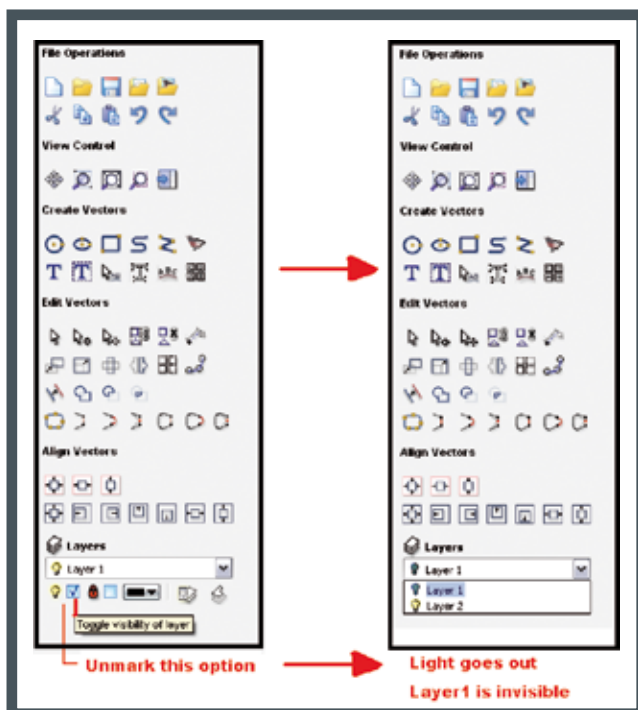 File Operations
View Control
Create Vectors
Edit Vectors
Align Vectors
Layers
Layer 1
Toggle visibility of layer
Unmark this option
File Operations
View Control
Create Vectors
Edit Vectors
Align Vectors
Layers
Layer 1
Layer 1
Layer 2
Light goes out
Layer1 is invisible